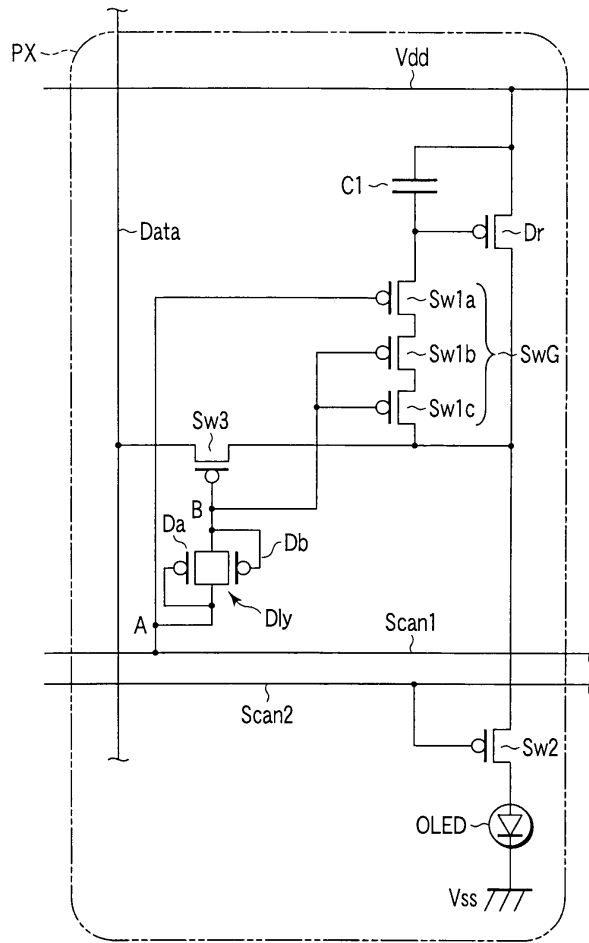 PX
Vdd
C1
Data
Dr
Sw1a
Sw1b
SwG
Sw1c
Sw3
B
Da
Db
Dly
A
Scan1
Scan2
Sw2
OLED
Vss